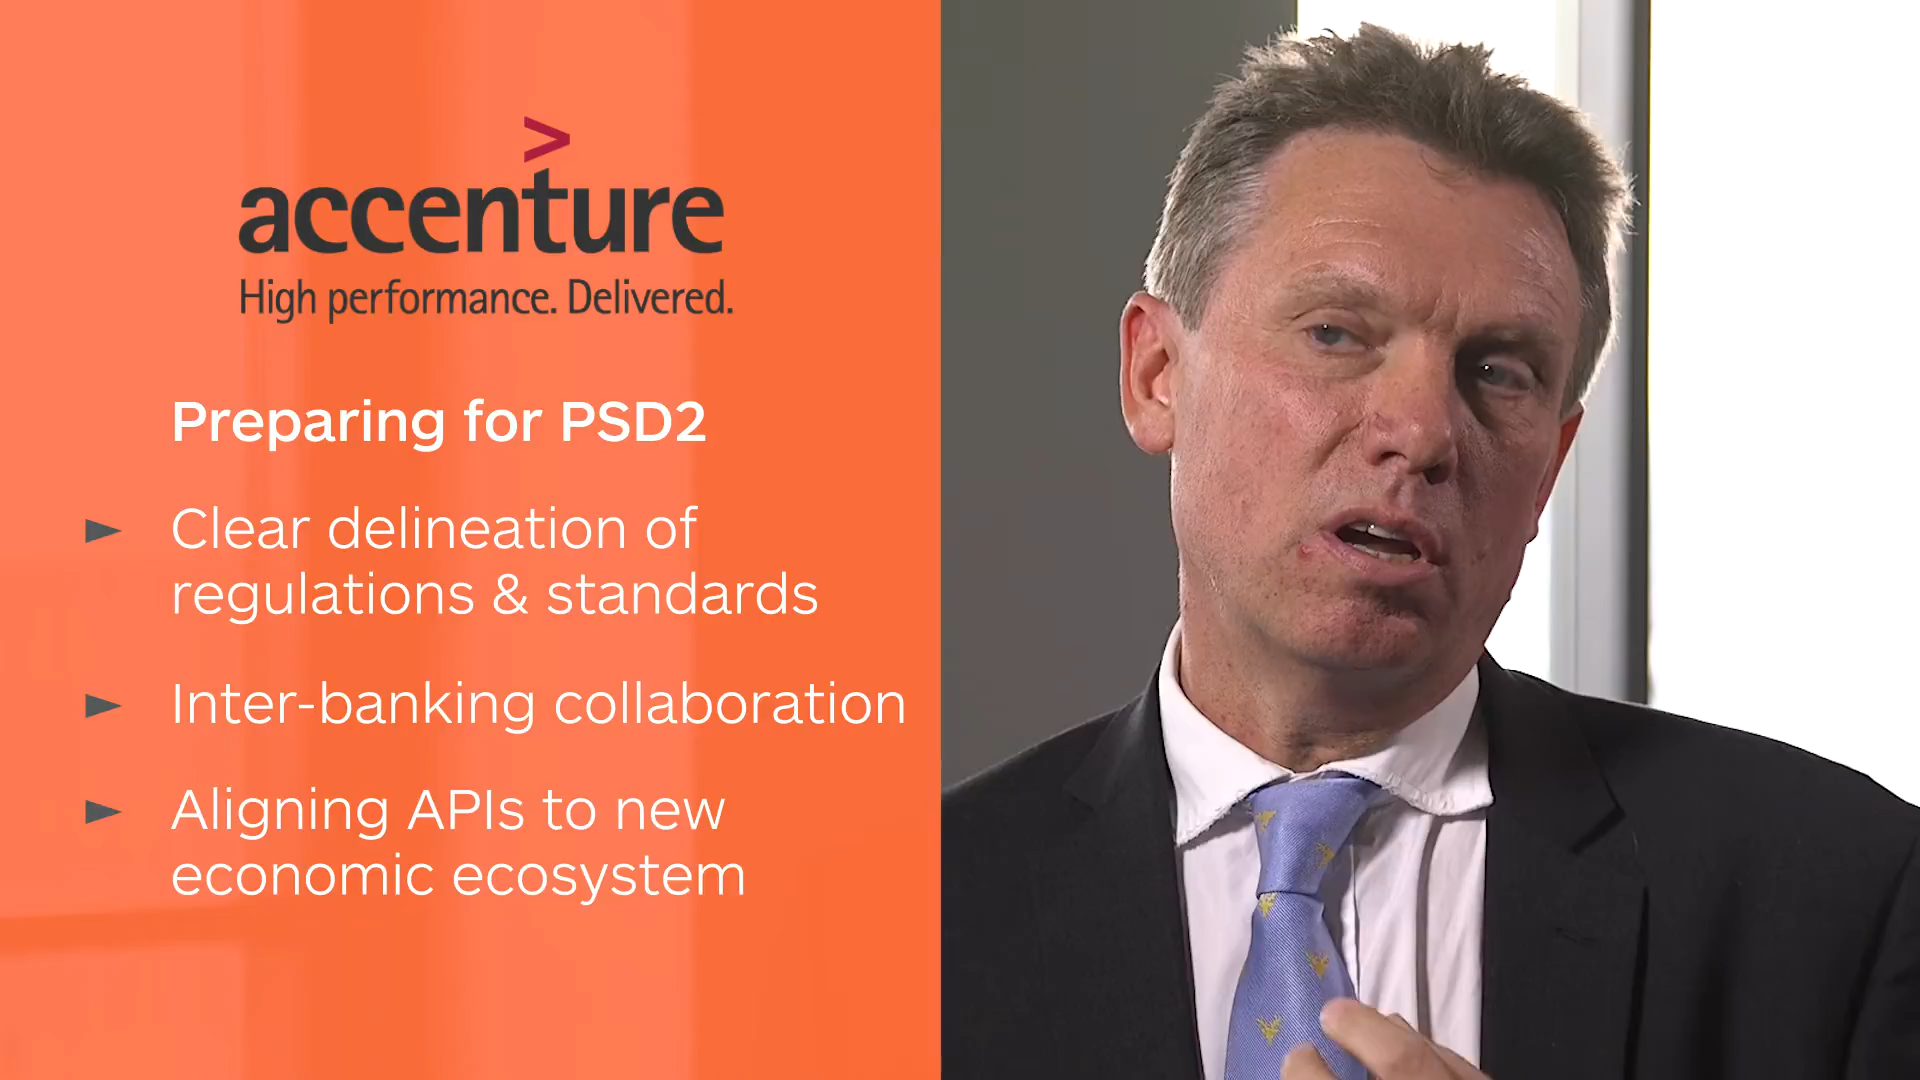 >
accenture
High performance. Delivered.
Preparing for PSD2
► Clear delineation of
regulations & standards
► Inter-banking collaboration
► Aligning APIs to new
economic ecosystem